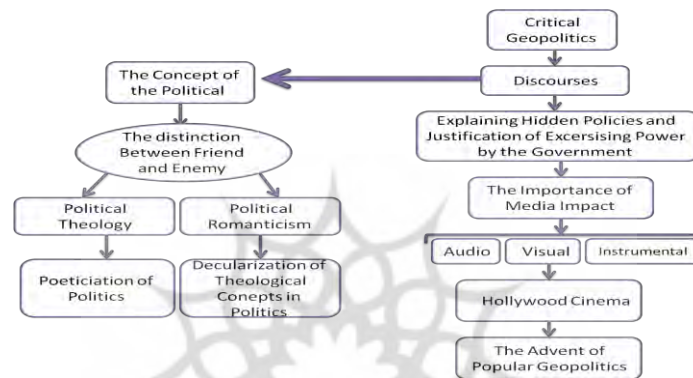 Critical
Geopolitics
Discourses
Explaining Hidden Policies and
Justification of Excersising Power
by the Government
The Importance of
Media Impact
Audio
Visual
Instrumental
Hollywood Cinema
The Advent of
Popular Geopolitics
The Concept of
the Political
The distinction
Between Friend
and Enemy
Political
Theology
Political
Romanticism
Poeticiation of
Politics
Decularization of
Theological
Conepts in
Politics